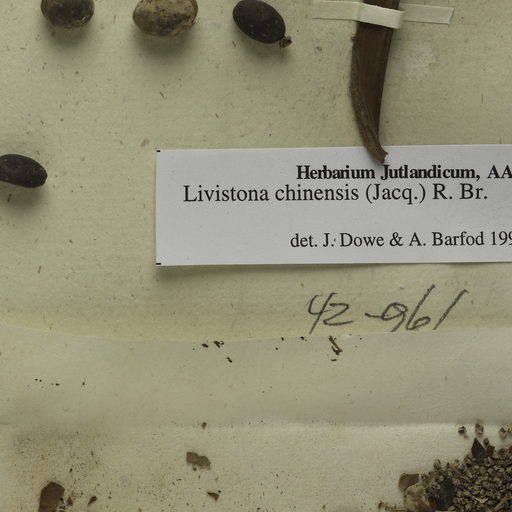 Herbarium Jutlandicum, AA
Livistona chinensis (Jacq.) R. Br.
det. J. Dowe & A. Barfod 199
42-961